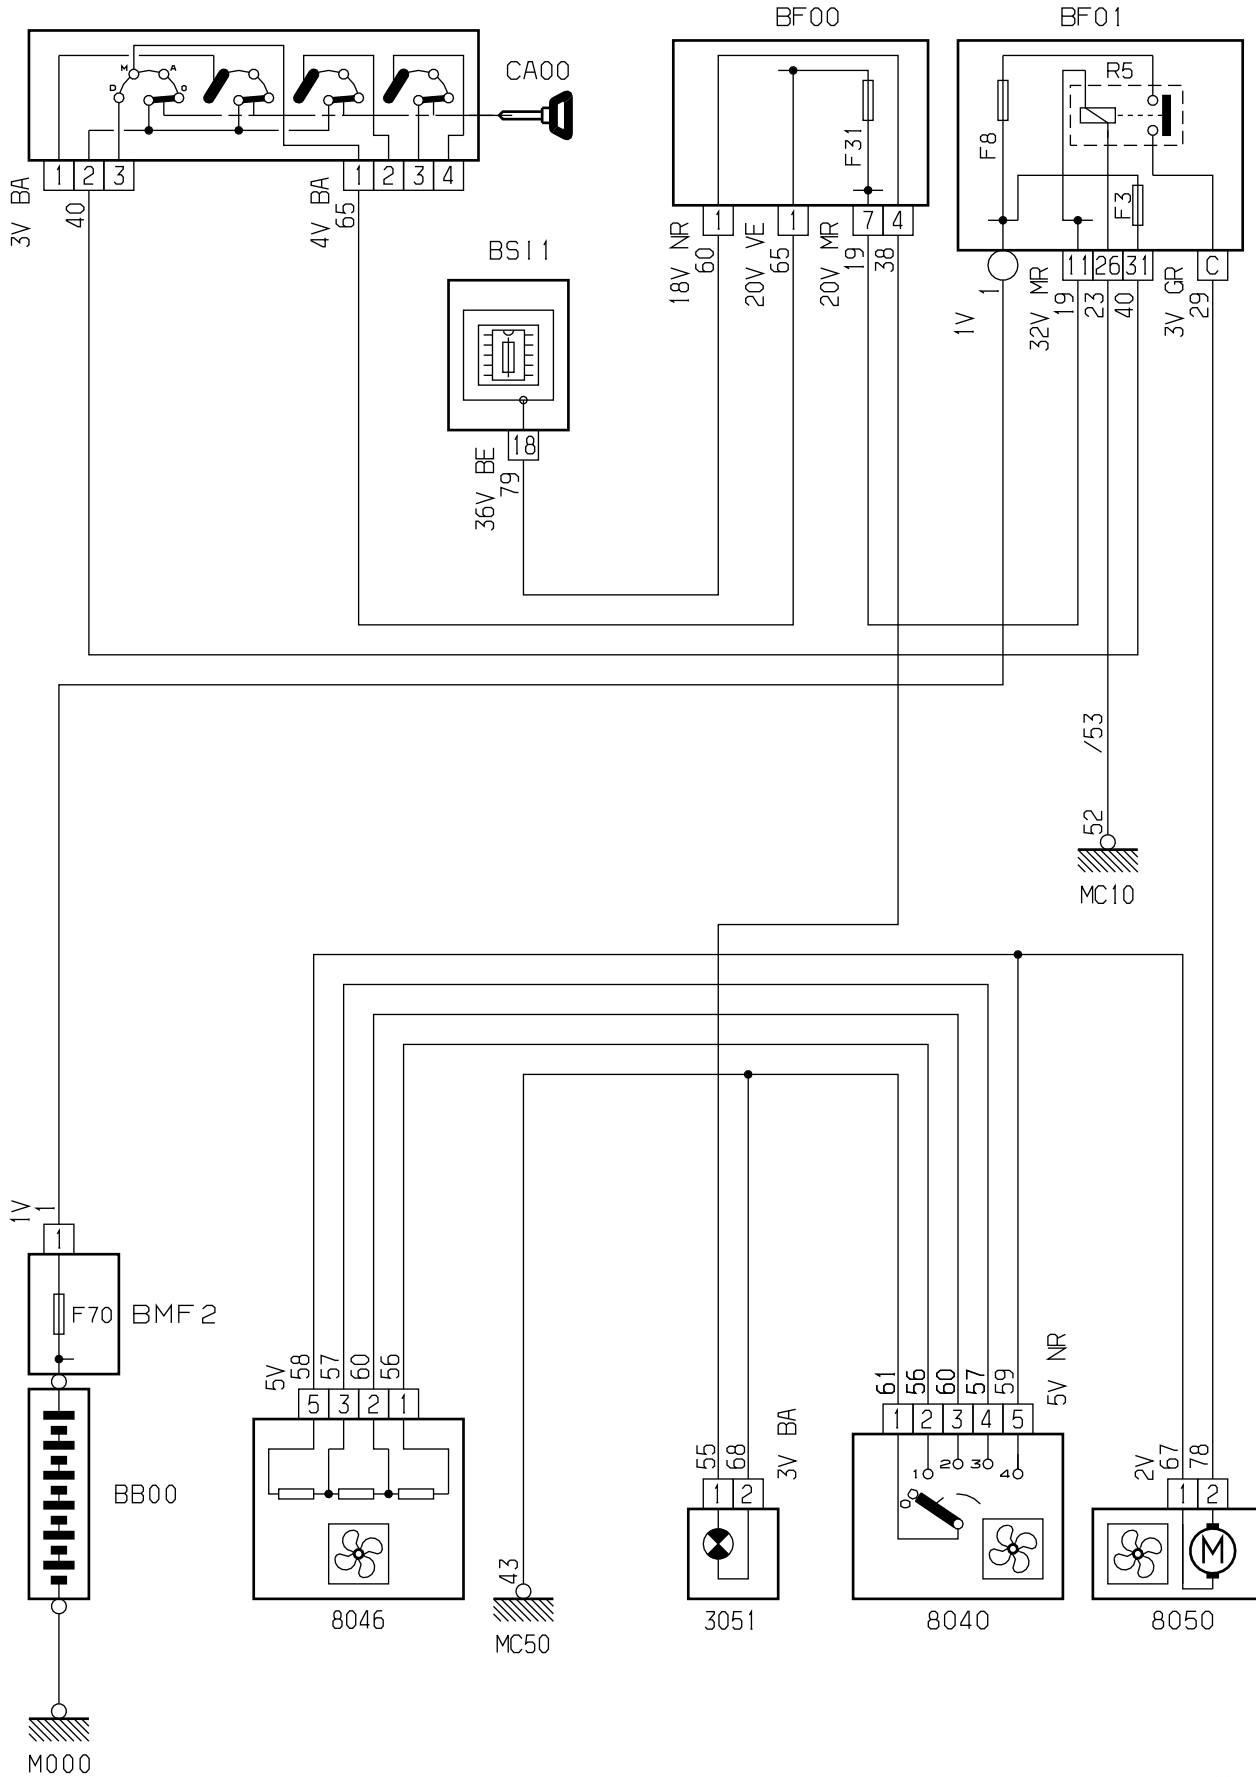 BF00
BF01
CA00
M
A
D
O
R5
F8
F31
F3
1
2
3
1
2
3
4
3V BA
40
4V BA
65
1
1
7
4
18V NR
60
20V VE
65
20V MR
19
38
11
26
31
C
1V
1
32V MR
19
23
40
3V GR
29
BSI1
18
36V BE
79
/53
52
MC10
1V
1
1
F70
BMF2
BB00
M000
5V
58
57
60
56
5
3
2
1
8046
43
MC50
55
68
3V BA
1
2
3051
61
56
60
57
59
5V NR
1
2
3
4
5
1
2
3
4
0
8040
2V
67
78
1
2
M
8050